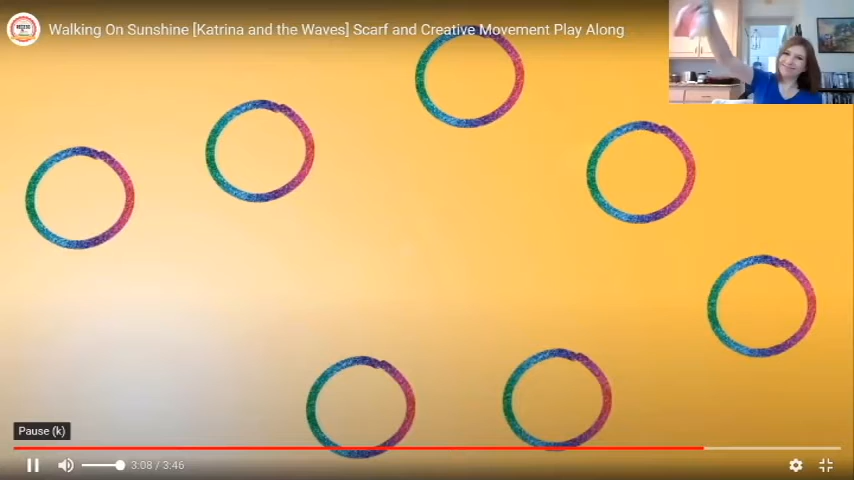 Walking On Sunshine [Katrina and the Waves] Scarf and Creative Movement Play Along
Pause (k)
3:08 / 3:46